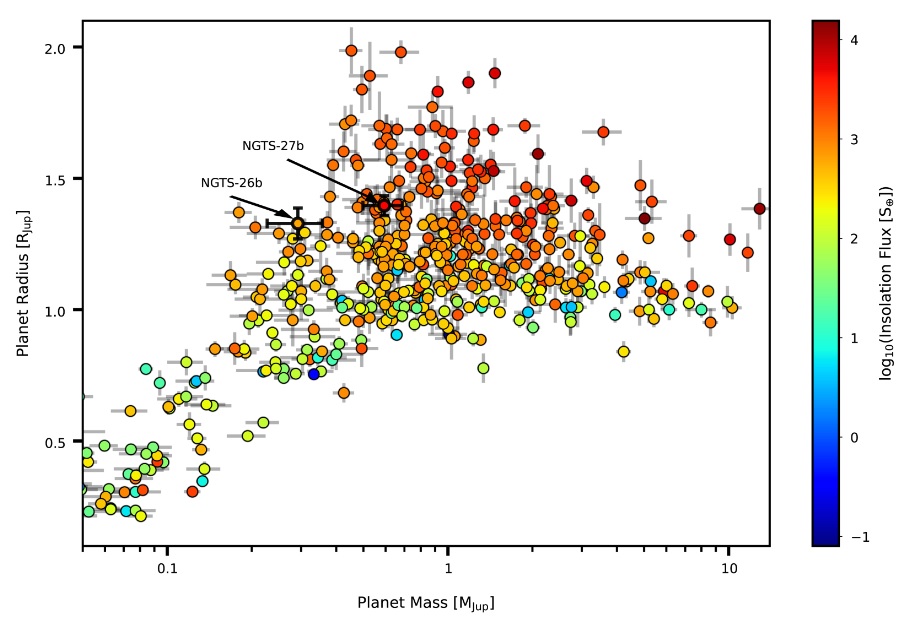 2.0
1.5
1.0
0.5
Planet Radius [R_Jup]
NGTS-27b
NGTS-26b
0.1
1
10
Planet Mass [M_Jup]
4
3
2
1
0
−1
log₁₀(Insolation Flux [S⊕])